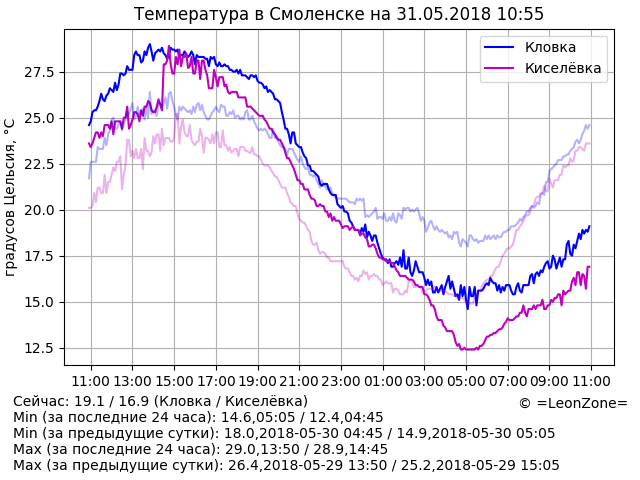 Температура в Смоленске на 31.05.2018 10:55
Кловка
Киселёвка
градусов Цельсия, °C
27.5
25.0
22.5
20.0
17.5
15.0
12.5
11:00 13:00 15:00 17:00 19:00 21:00 23:00 01:00 03:00 05:00 07:00 09:00 11:00
Сейчас: 19.1 / 16.9 (Кловка / Киселёвка)
© =LeonZone=
Min (за последние 24 часа): 14.6,05:05 / 12.4,04:45
Min (за предыдущие сутки): 18.0,2018-05-30 04:45 / 14.9,2018-05-30 05:05
Max (за последние 24 часа): 29.0,13:50 / 28.9,14:45
Max (за предыдущие сутки): 26.4,2018-05-29 13:50 / 25.2,2018-05-29 15:05